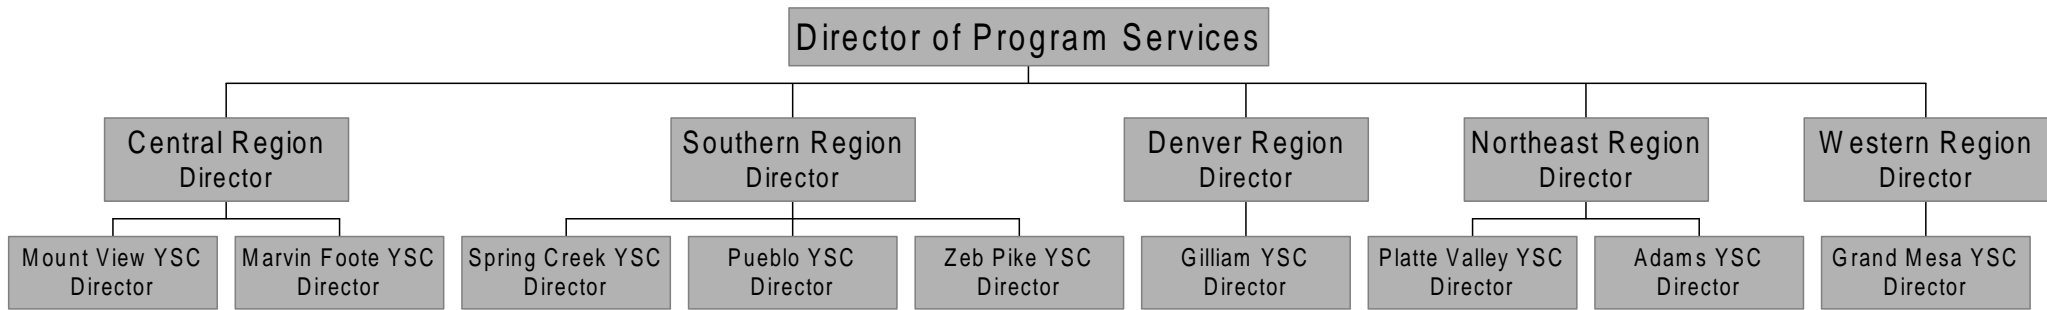 Director of Program Services
Central Region
Director
Southern Region
Director
Denver Region
Director
Northeast Region
Director
Western Region
Director
Mount View YSC
Director
Marvin Foote YSC
Director
Spring Creek YSC
Director
Pueblo YSC
Director
Zeb Pike YSC
Director
Gilliam YSC
Director
Platte Valley YSC
Director
Adams YSC
Director
Grand Mesa YSC
Director